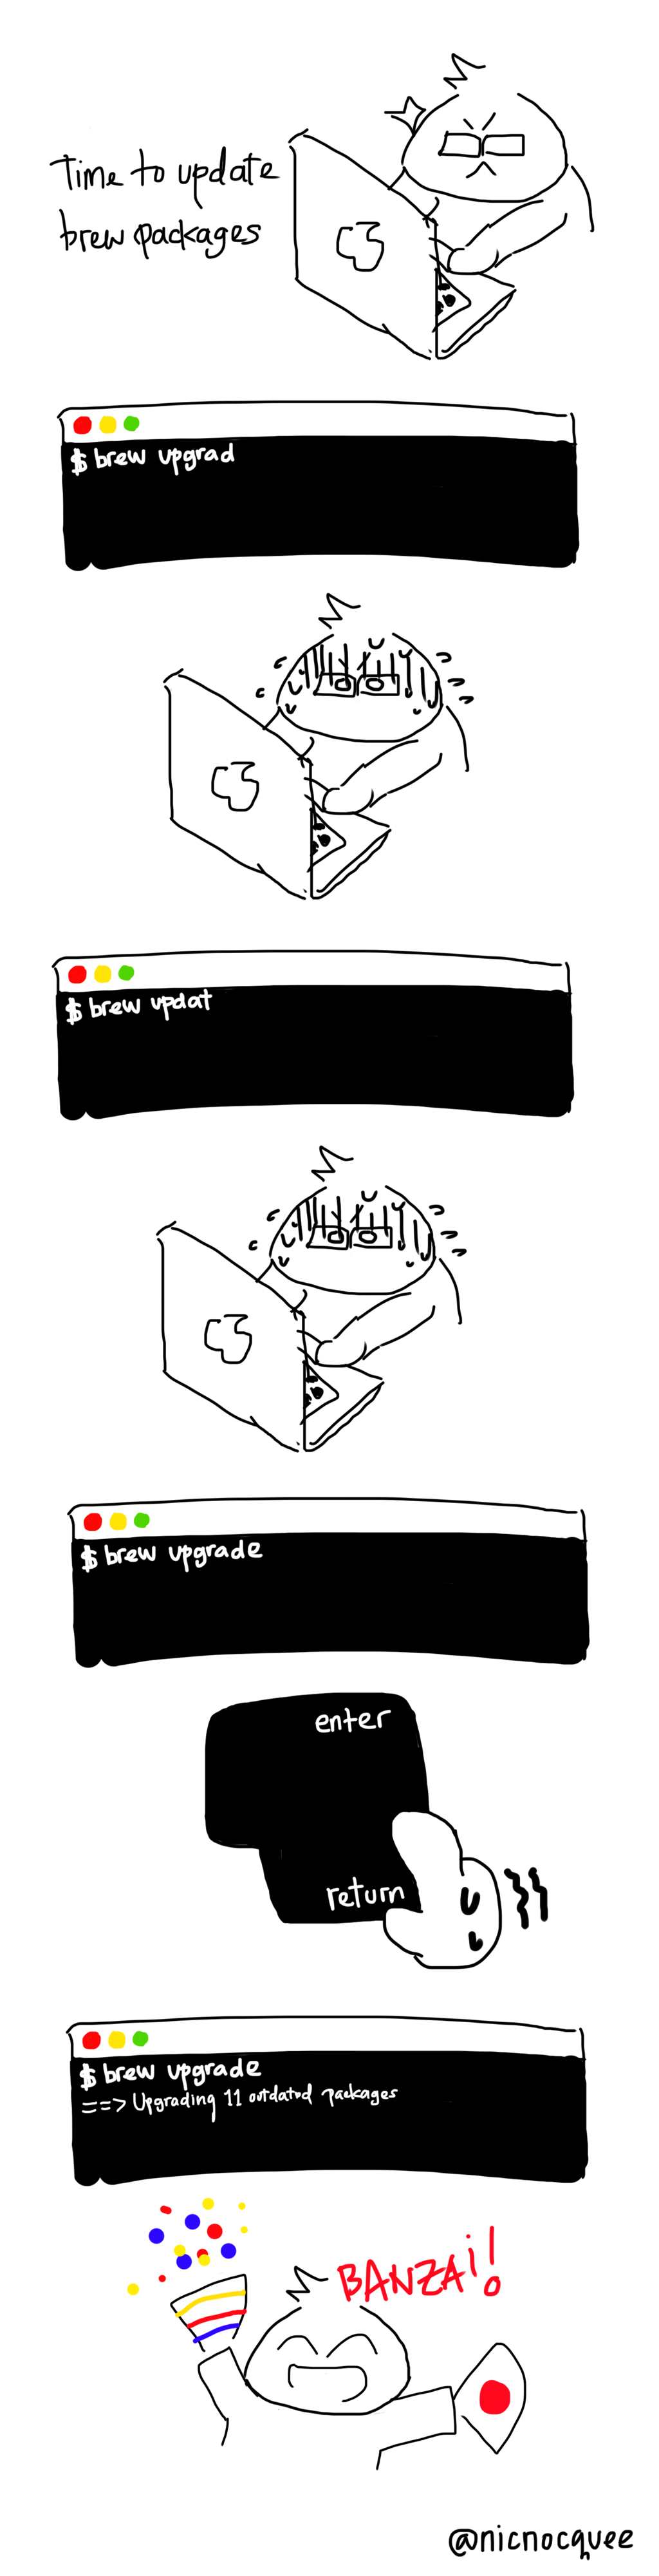 Time to update
brew packages
$ brew upgrad
$ brew updat
$ brew upgrade
enter
return
$ brew upgrade
==> Upgrading 11 outdated packages
BANZAi!
@nicnocquee